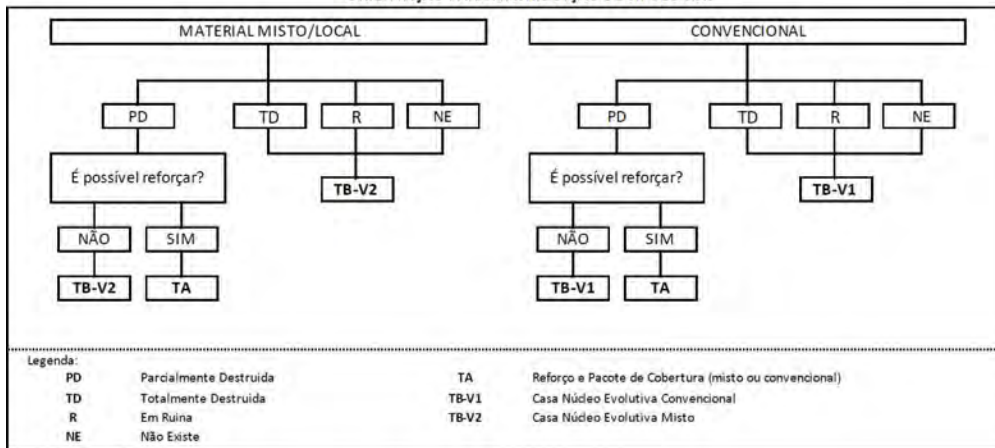 MATERIAL MISTO/LOCAL
CONVENCIONAL
PD
TD
R
NE
PD
TD
R
NE
É possível reforçar?
TB-V2
É possível reforçar?
TB-V1
NÃO
SIM
NÃO
SIM
TB-V2
TA
TB-V1
TA
Legenda:
PD Parcialmente Destruida TA Reforço e Pacote de Cobertura (misto ou convencional)
TD Totalmente Destruida TB-V1 Casa Núcleo Evolutiva Convencional
R Em Ruina TB-V2 Casa Núcleo Evolutiva Misto
NE Não Existe